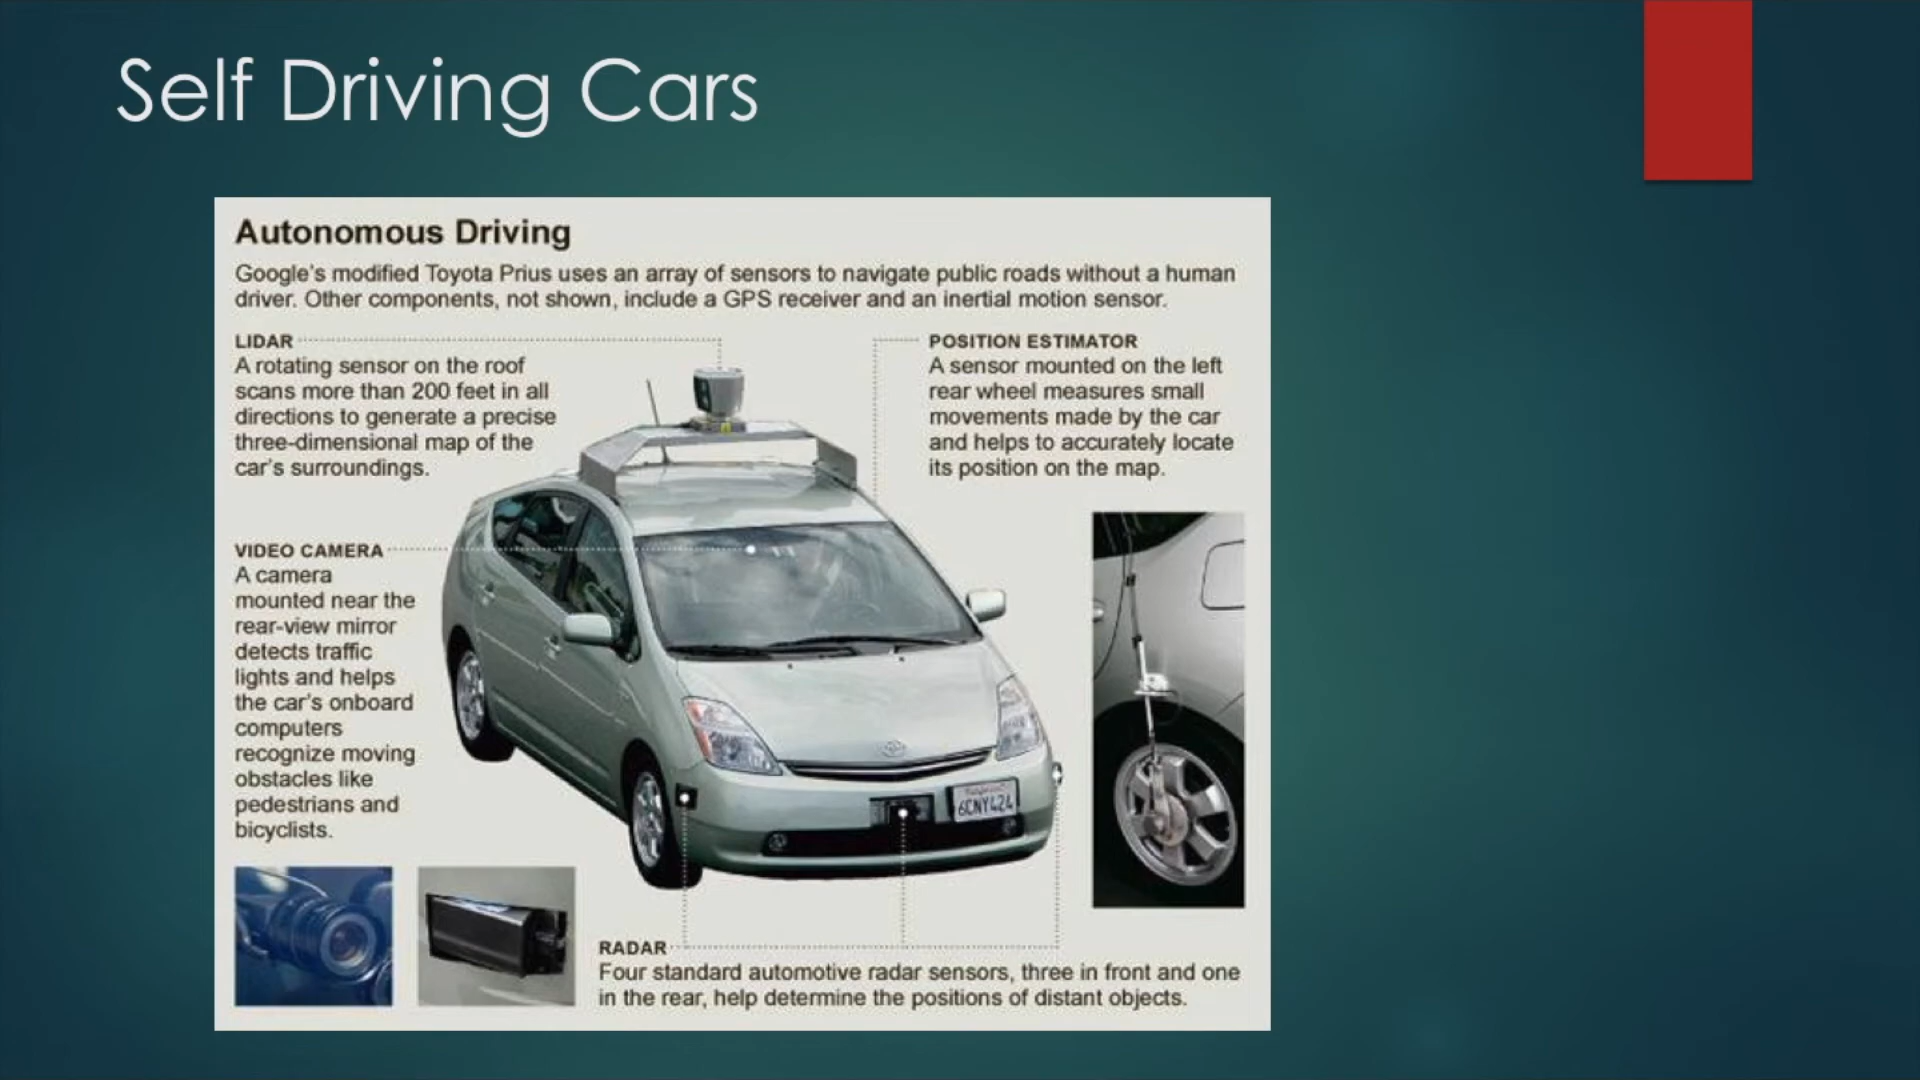 Self Driving Cars
Autonomous Driving
Google's modified Toyota Prius uses an array of sensors to navigate public roads without a human
driver. Other components, not shown, include a GPS receiver and an inertial motion sensor.
LIDAR
A rotating sensor on the roof
scans more than 200 feet in all
directions to generate a precise
three-dimensional map of the
car's surroundings.
POSITION ESTIMATOR
A sensor mounted on the left
rear wheel measures small
movements made by the car
and helps to accurately locate
its position on the map.
VIDEO CAMERA
A camera
mounted near the
rear-view mirror
detects traffic
lights and helps
the car's onboard
computers
recognize moving
obstacles like
pedestrians and
bicyclists.
California
6CNY424
RADAR
Four standard automotive radar sensors, three in front and one
in the rear, help determine the positions of distant objects.